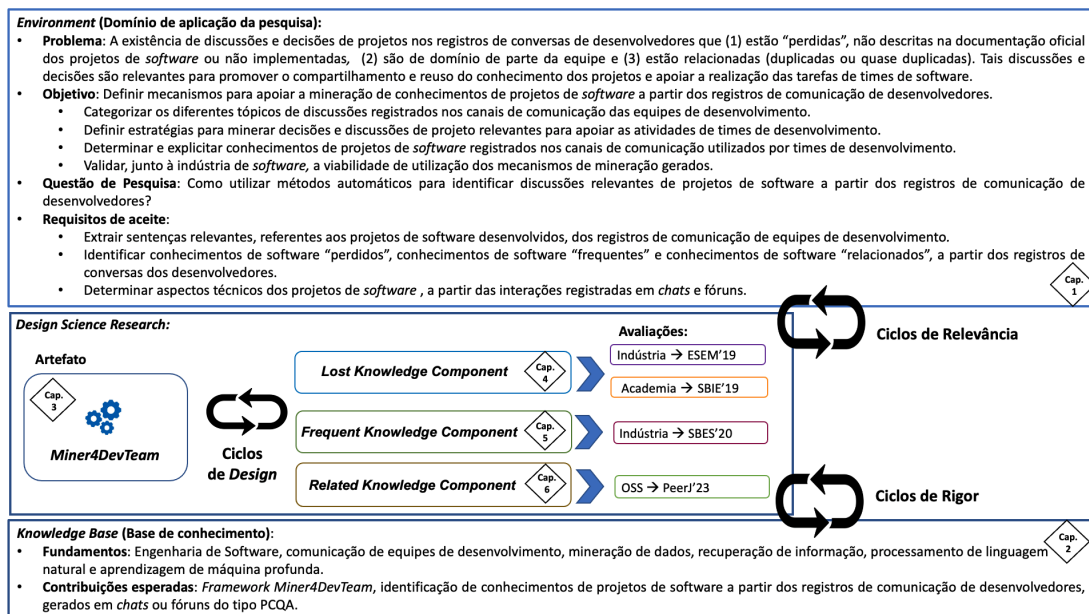 Environment (Domínio de aplicação da pesquisa):
• Problema: A existência de discussões e decisões de projetos nos registros de conversas de desenvolvedores que (1) estão “perdidas”, não descritas na documentação oficial
dos projetos de software ou não implementadas, (2) são de domínio de parte da equipe e (3) estão relacionadas (duplicadas ou quase duplicadas). Tais discussões e
decisões são relevantes para promover o compartilhamento e reuso do conhecimento dos projetos e apoiar a realização das tarefas de times de software.
• Objetivo: Definir mecanismos para apoiar a mineração de conhecimentos de projetos de software a partir dos registros de comunicação de desenvolvedores.
• Categorizar os diferentes tópicos de discussões registrados nos canais de comunicação das equipes de desenvolvimento.
• Definir estratégias para minerar decisões e discussões de projeto relevantes para apoiar as atividades de times de desenvolvimento.
• Determinar e explicitar conhecimentos de projetos de software registrados nos canais de comunicação utilizados por times de desenvolvimento.
• Validar, junto à indústria de software, a viabilidade de utilização dos mecanismos de mineração gerados.
• Questão de Pesquisa: Como utilizar métodos automáticos para identificar discussões relevantes de projetos de software a partir dos registros de comunicação de
desenvolvedores?
• Requisitos de aceite:
• Extrair sentenças relevantes, referentes aos projetos de software desenvolvidos, dos registros de comunicação de equipes de desenvolvimento.
• Identificar conhecimentos de software “perdidos”, conhecimentos de software “frequentes” e conhecimentos de software “relacionados”, a partir dos registros de
conversas dos desenvolvedores.
• Determinar aspectos técnicos dos projetos de software , a partir das interações registradas em chats e fóruns.
Cap.
1
Design Science Research:
Artefato
Cap.
3
Miner4DevTeam
Ciclos
de Design
Lost Knowledge Component
Cap.
4
Frequent Knowledge Component
Cap.
5
Related Knowledge Component
Cap.
6
Avaliações:
Indústria → ESEM’19
Academia → SBIE’19
Indústria → SBES’20
OSS → PeerJ’23
Ciclos de Relevância
Ciclos de Rigor
Knowledge Base (Base de conhecimento):
• Fundamentos: Engenharia de Software, comunicação de equipes de desenvolvimento, mineração de dados, recuperação de informação, processamento de linguagem
natural e aprendizagem de máquina profunda.
• Contribuições esperadas: Framework Miner4DevTeam, identificação de conhecimentos de projetos de software a partir dos registros de comunicação de desenvolvedores,
gerados em chats ou fóruns do tipo PCQA.
Cap.
2